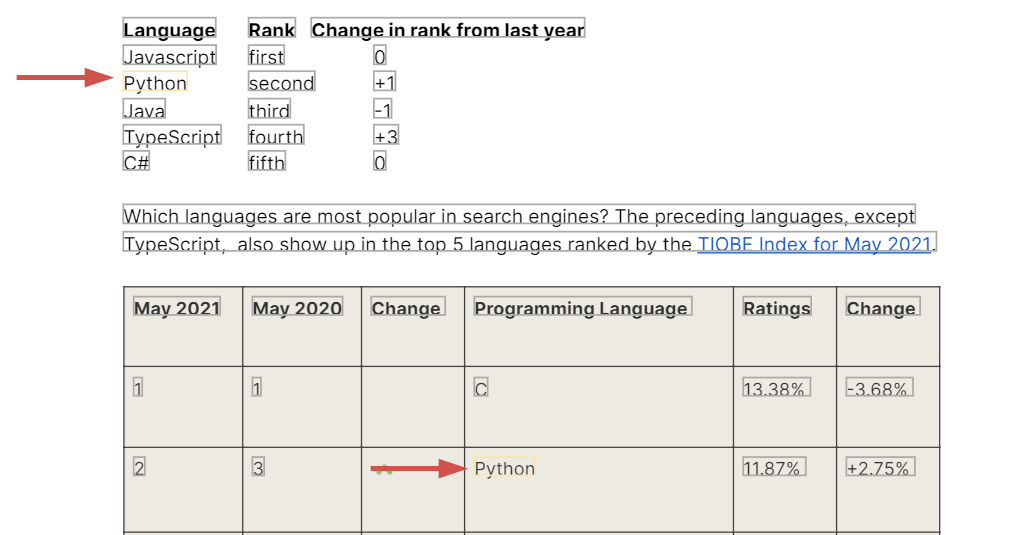 Language Rank Change in rank from last year
Javascript first 0
Python second +1
Java third -1
TypeScript fourth +3
C# fifth 0
Which languages are most popular in search engines? The preceding languages, except
TypeScript, also show up in the top 5 languages ranked by the TIOBE Index for May 2021.
May 2021 May 2020 Change Programming Language Ratings Change
1 1 C 13.38% -3.68%
2 3 Python 11.87% +2.75%